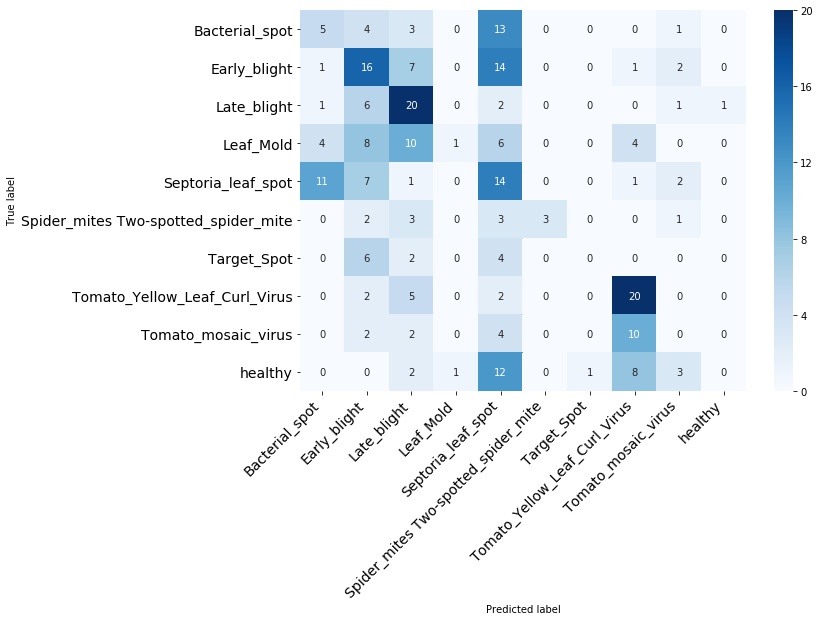 Bacterial_spot 5 4 3 0 13 0 0 0 1 0
Early_blight 1 16 7 0 14 0 0 1 2 0
Late_blight 1 6 20 0 2 0 0 0 1 1
Leaf_Mold 4 8 10 1 6 0 0 4 0 0
Septoria_leaf_spot 11 7 1 0 14 0 0 1 2 0
Spider_mites Two-spotted_spider_mite 0 2 3 0 3 3 0 0 1 0
Target_Spot 0 6 2 0 4 0 0 0 0 0
Tomato_Yellow_Leaf_Curl_Virus 0 2 5 0 2 0 0 20 0 0
Tomato_mosaic_virus 0 2 2 0 4 0 0 10 0 0
healthy 0 0 2 1 12 0 1 8 3 0
True label
Bacterial_spot
Early_blight
Late_blight
Leaf_Mold
Septoria_leaf_spot
Spider_mites Two-spotted_spider_mite
Target_Spot
Tomato_Yellow_Leaf_Curl_Virus
Tomato_mosaic_virus
healthy
Predicted label
20
16
12
8
4
0